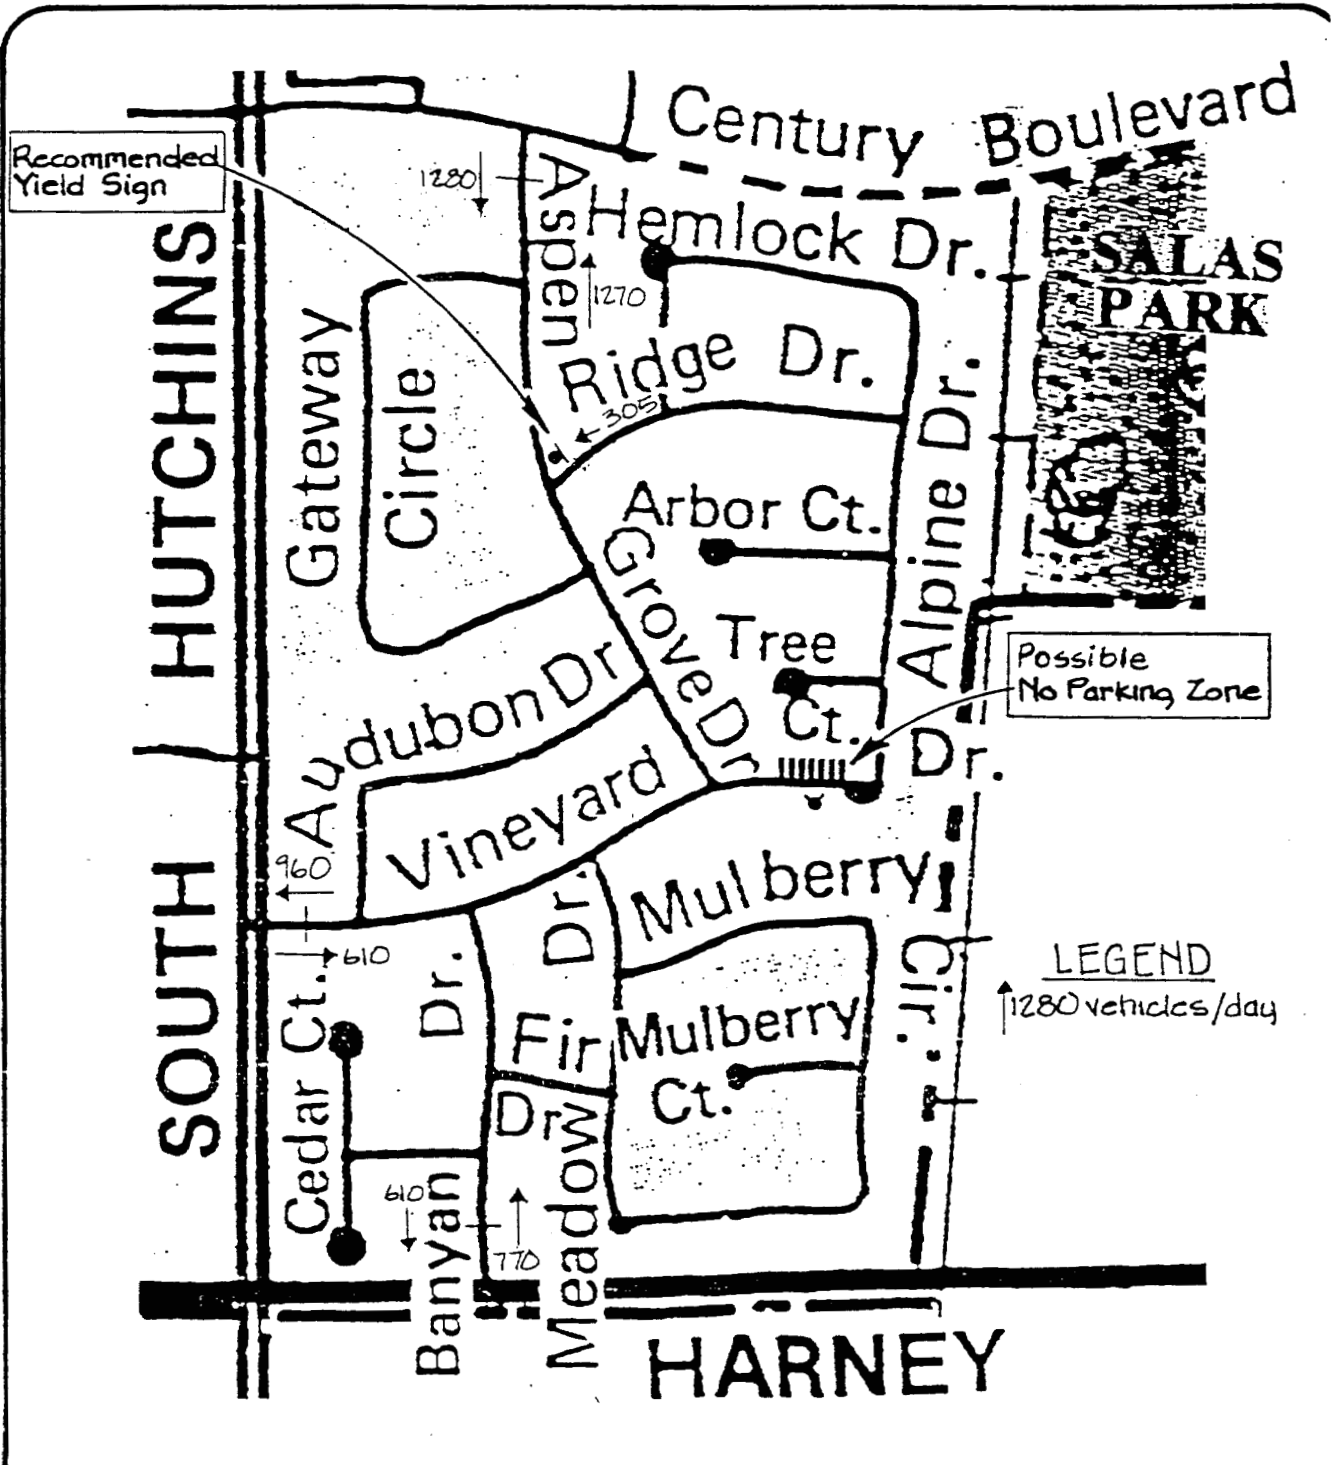 Century Boulevard
Recommended
Yield Sign
1280
Aspen
Hemlock Dr.
SALAS
PARK
1270
Ridge Dr.
305
Gateway
Circle
SOUTH HUTCHINS
Arbor Ct.
Grove Dr
Alpine Dr.
Tree
Ct.
Possible
No Parking Zone
Audubon Dr
Dr.
Vineyard
960
610
Mulberry
Cir.
Dr.
Dr.
LEGEND
1280 vehicles/day
Cedar Ct.
Fir
Dr
Mulberry
Ct.
Meadow
610
Banyan
770
HARNEY